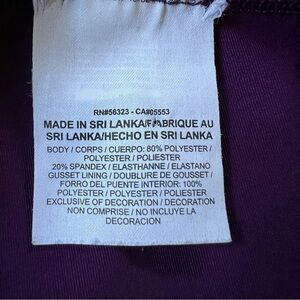 RN#56323 - CA#05553
MADE IN SRI LANKA/FABRIQUE AU
SRI LANKA/HECHO EN SRI LANKA
BODY / CORPS / CUERPO: 80% POLYESTER /
POLYESTER / POLIESTER
20% SPANDEX / ELASTHANNE / ELASTANO
GUSSET LINING / DOUBLURE DE GOUSSET /
FORRO DEL PUENTE INTERIOR: 100%
POLYESTER / POLYESTER / POLIESTER
EXCLUSIVE OF DECORATION / DECORATION
NON COMPRISE / NO INCLUYE LA
DECORACION